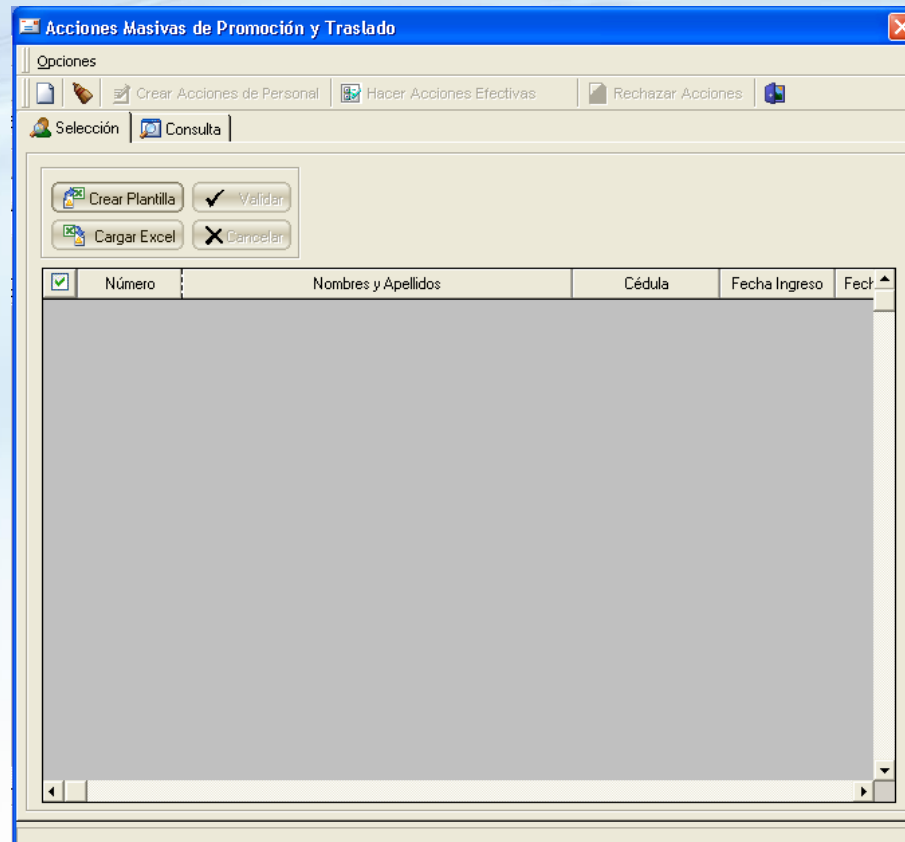 Acciones Masivas de Promoción y Traslado
Opciones
Crear Acciones de Personal Hacer Acciones Efectivas Rechazar Acciones
Selección Consulta
Crear Plantilla Validar
Cargar Excel Cancelar
Número Nombres y Apellidos Cédula Fecha Ingreso Fech